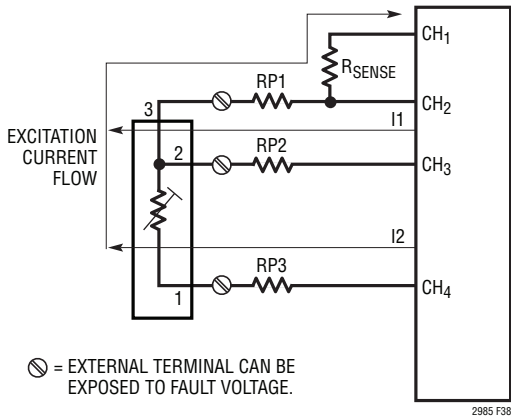 CH1
RSENSE
RP1
3
CH2
I1
EXCITATION
CURRENT
FLOW
2
RP2
CH3
I2
RP3
1
CH4
= EXTERNAL TERMINAL CAN BE
EXPOSED TO FAULT VOLTAGE.
2985 F38